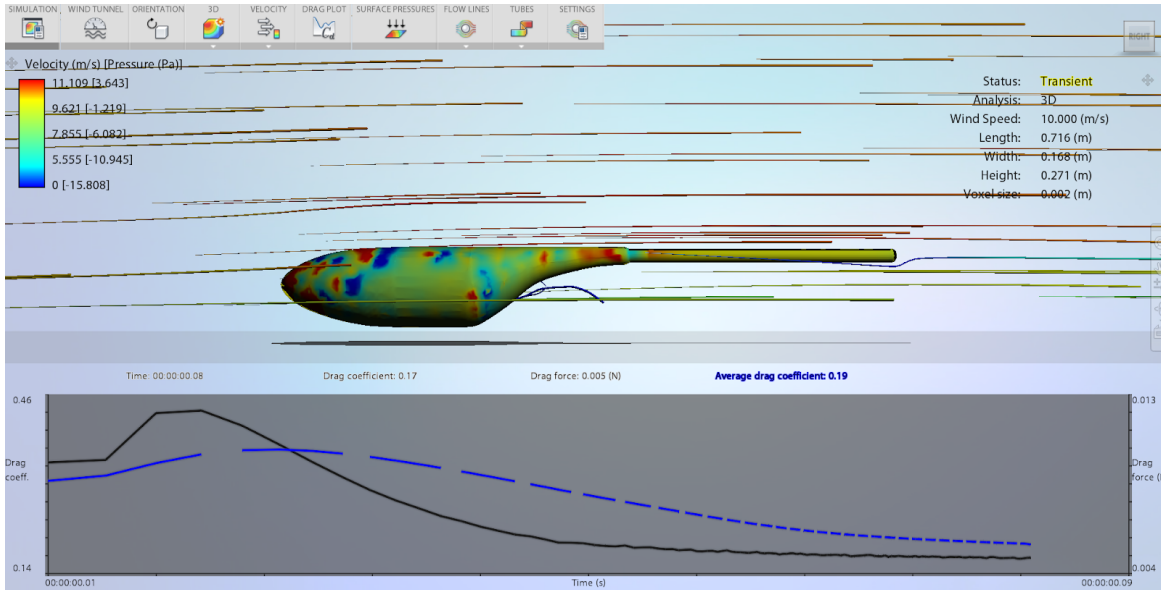 SIMULATION WIND TUNNEL ORIENTATION 3D VELOCITY DRAG PLOT SURFACE PRESSURES FLOW LINES TUBES SETTINGS
Cd
RIGHT
Velocity (m/s) [Pressure (Pa)]
11.109 [3.643]
9.621 [-1.219]
7.855 [-6.082]
5.555 [-10.945]
0 [-15.808]
Status: Transient
Analysis: 3D
Wind Speed: 10.000 (m/s)
Length: 0.716 (m)
Width: 0.168 (m)
Height: 0.271 (m)
Voxel size: 0.002 (m)
Time: 00:00:00.08 Drag coefficient: 0.17 Drag force: 0.005 (N) Average drag coefficient: 0.19
0.46 0.013
Drag Drag
coeff. force (
0.14 0.004
00:00:00.01 Time (s) 00:00:00.09